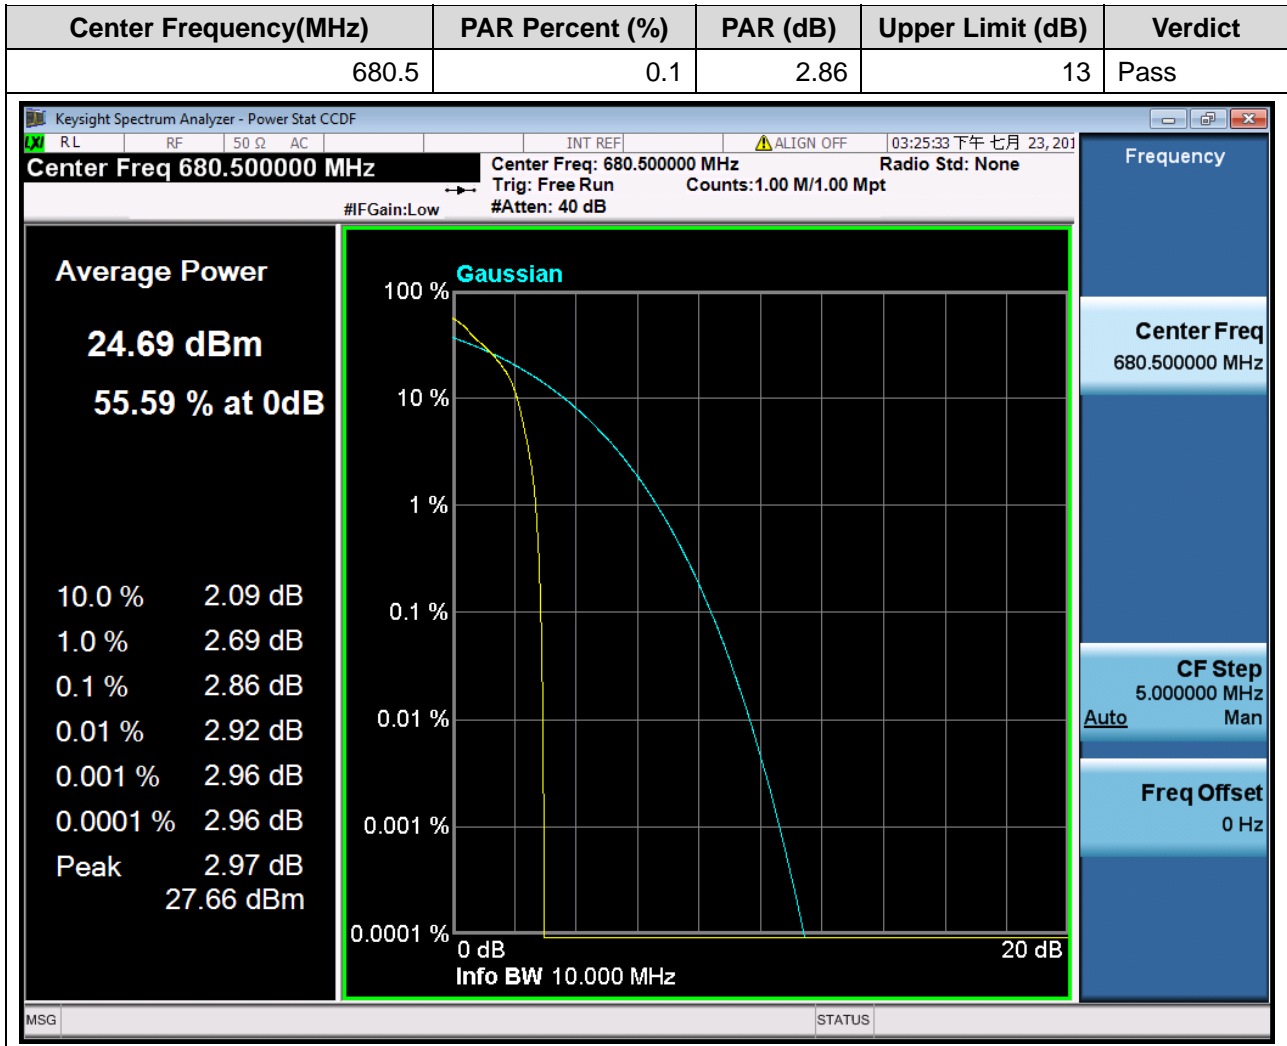 Center Frequency(MHz) PAR Percent (%) PAR (dB) Upper Limit (dB) Verdict
680.5 0.1 2.86 13 Pass
Keysight Spectrum Analyzer - Power Stat CCDF
LXI RL RF 50 Ω AC INT REF ALIGN OFF 03:25:33 下午 七月 23, 201
Center Freq 680.500000 MHz
Center Freq: 680.500000 MHz Radio Std: None
Trig: Free Run Counts:1.00 M/1.00 Mpt
#IFGain:Low #Atten: 40 dB
Average Power
24.69 dBm
55.59 % at 0dB
10.0 % 2.09 dB
1.0 % 2.69 dB
0.1 % 2.86 dB
0.01 % 2.92 dB
0.001 % 2.96 dB
0.0001 % 2.96 dB
Peak 2.97 dB
27.66 dBm
Gaussian
100 %
10 %
1 %
0.1 %
0.01 %
0.001 %
0.0001 %
0 dB 20 dB
Info BW 10.000 MHz
Frequency
Center Freq
680.500000 MHz
CF Step
5.000000 MHz
Auto Man
Freq Offset
0 Hz
MSG STATUS